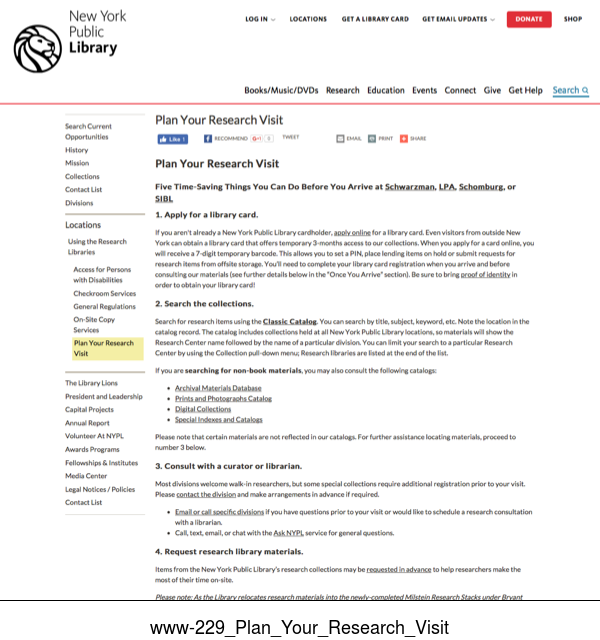 New York
Public
Library
LOG IN
LOCATIONS
GET A LIBRARY CARD
GET EMAIL UPDATES
DONATE
SHOP
Books/Music/DVDs Research Education Events Connect Give Get Help Search
Search Current
Opportunities
History
Mission
Collections
Contact List
Divisions
Locations
Using the Research
Libraries
Access for Persons
with Disabilities
Checkroom Services
General Regulations
On-Site Copy
Services
Plan Your Research
Visit
The Library Lions
President and Leadership
Capital Projects
Annual Report
Volunteer At NYPL
Awards Programs
Fellowships & Institutes
Media Center
Legal Notices / Policies
Contact List
Plan Your Research Visit
Like 1 RECOMMEND G+1 TWEET EMAIL PRINT SHARE
Plan Your Research Visit
Five Time-Saving Things You Can Do Before You Arrive at Schwarzman, LPA, Schomburg, or
SIBL
1. Apply for a library card.
If you aren't already a New York Public Library cardholder, apply online for a library card. Even visitors from outside New
York can obtain a library card that offers temporary 3-months access to our collections. When you apply for a card online, you
will receive a 7-digit temporary barcode. This allows you to set a PIN, place lending items on hold or submit requests for
research items from offsite storage. You'll need to complete your library card registration when you arrive and before
consulting our materials (see further details below in the "Once You Arrive" section). Be sure to bring proof of identity in
order to obtain your library card!
2. Search the collections.
Search for research items using the Classic Catalog. You can search by title, subject, keyword, etc. Note the location in the
catalog record. The catalog includes collections held at all New York Public Library locations, so materials will show the
Research Center name followed by the name of a particular division. You can limit your search to a particular Research
Center by using the Collection pull-down menu; Research libraries are listed at the end of the list.
If you are searching for non-book materials, you may also consult the following catalogs:
• Archival Materials Database
• Prints and Photographs Catalog
• Digital Collections
• Special Indexes and Catalogs
Please note that certain materials are not reflected in our catalogs. For further assistance locating materials, proceed to
number 3 below.
3. Consult with a curator or librarian.
Most divisions welcome walk-in researchers, but some special collections require additional registration prior to your visit.
Please contact the division and make arrangements in advance if required.
• Email or call specific divisions if you have questions prior to your visit or would like to schedule a research consultation
with a librarian.
• Call, text, email, or chat with the Ask NYPL service for general questions.
4. Request research library materials.
Items from the New York Public Library's research collections may be requested in advance to help researchers make the
most of their time on-site.
Please note: As the Library relocates research materials into the newly-completed Milstein Research Stacks under Bryant
www-229_Plan_Your_Research_Visit